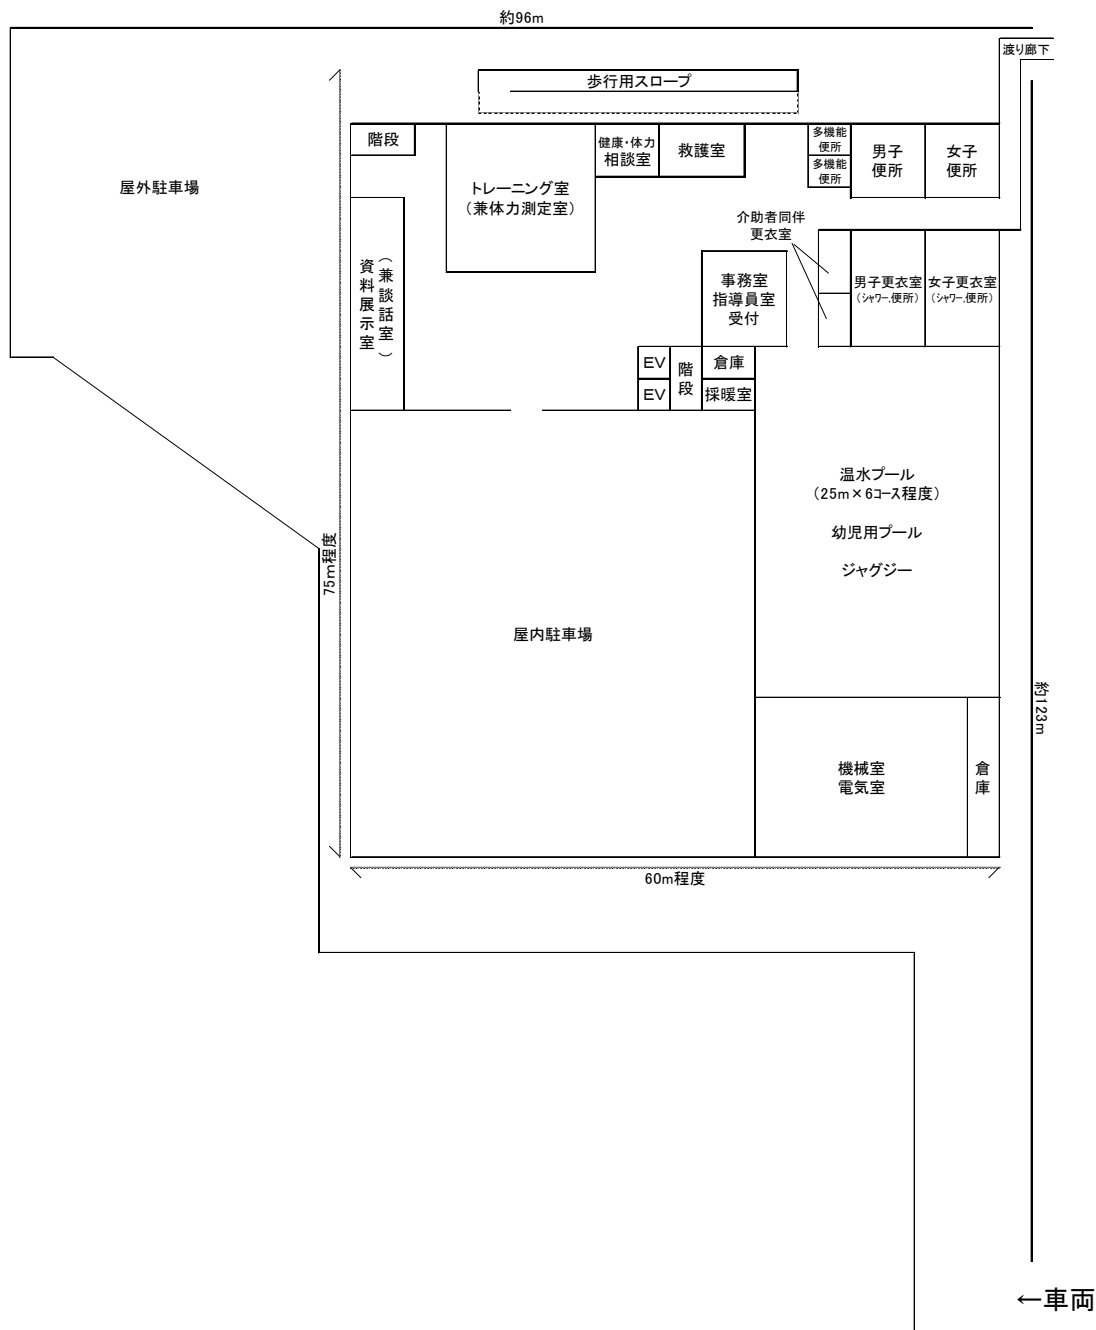 約96m
渡り廊下
歩行用スロープ
階段
健康・体力
相談室
救護室
多機能
便所
多機能
便所
男子
便所
女子
便所
屋外駐車場
トレーニング室
（兼体力測定室）
介助者同伴
更衣室
資料展示室
（兼談話室）
事務室
指導員室
受付
男子更衣室
（シャワー,便所）
女子更衣室
（シャワー,便所）
EV
EV
階段
倉庫
採暖室
温水プール
（25m×6コース程度）
幼児用プール
ジャグジー
75m程度
屋内駐車場
約123m
機械室
電気室
倉庫
60m程度
←車両